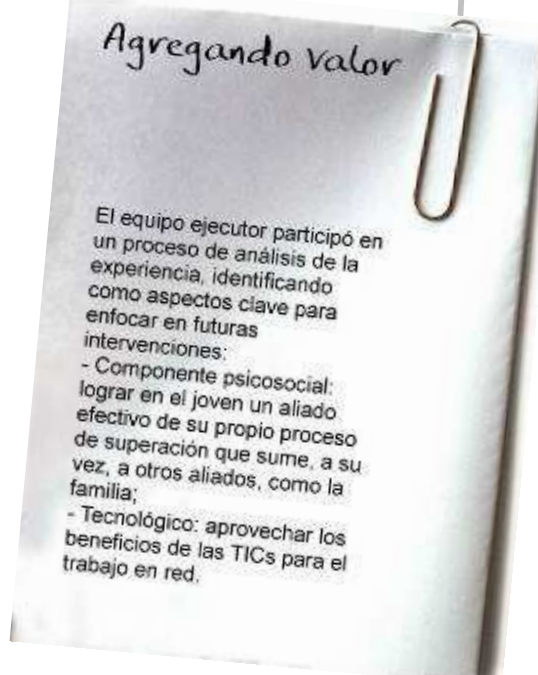 Agregando valor
El equipo ejecutor participó en
un proceso de análisis de la
experiencia, identificando
como aspectos clave para
enfocar en futuras
intervenciones:
- Componente psicosocial:
lograr en el joven un aliado
efectivo de su propio proceso
de superación que sume, a su
vez, a otros aliados, como la
familia;
- Tecnológico: aprovechar los
beneficios de las TICs para el
trabajo en red.